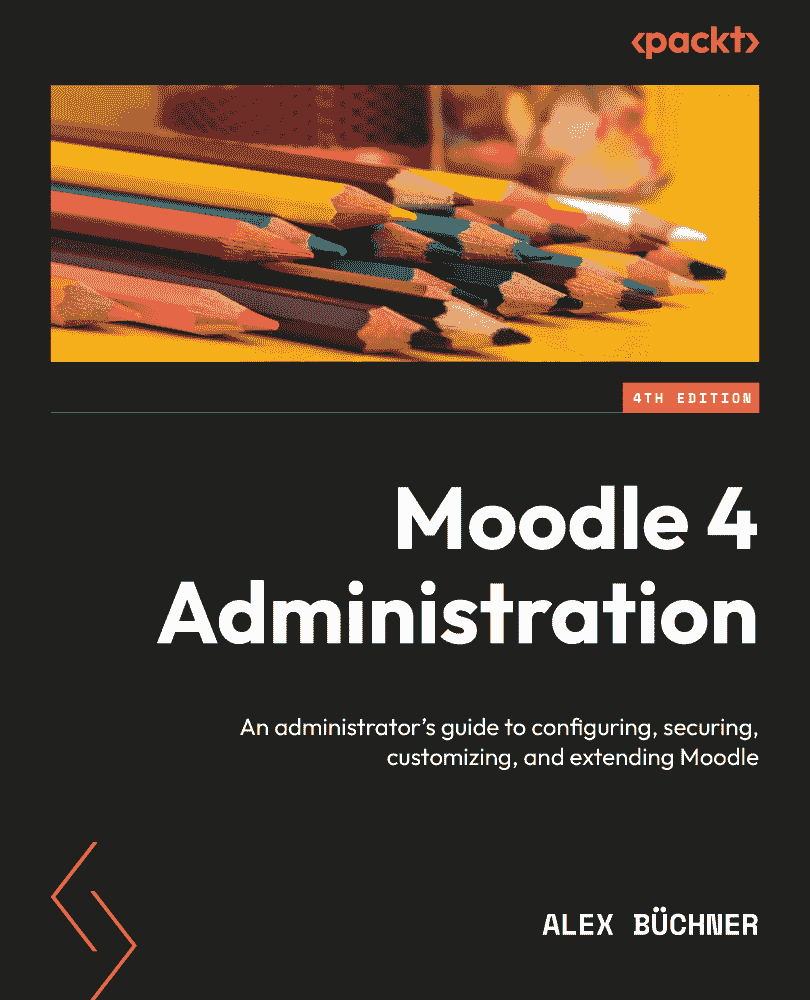 <packt>
4TH EDITION
Moodle 4
Administration
An administrator's guide to configuring, securing,
customizing, and extending Moodle
ALEX BÜCHNER